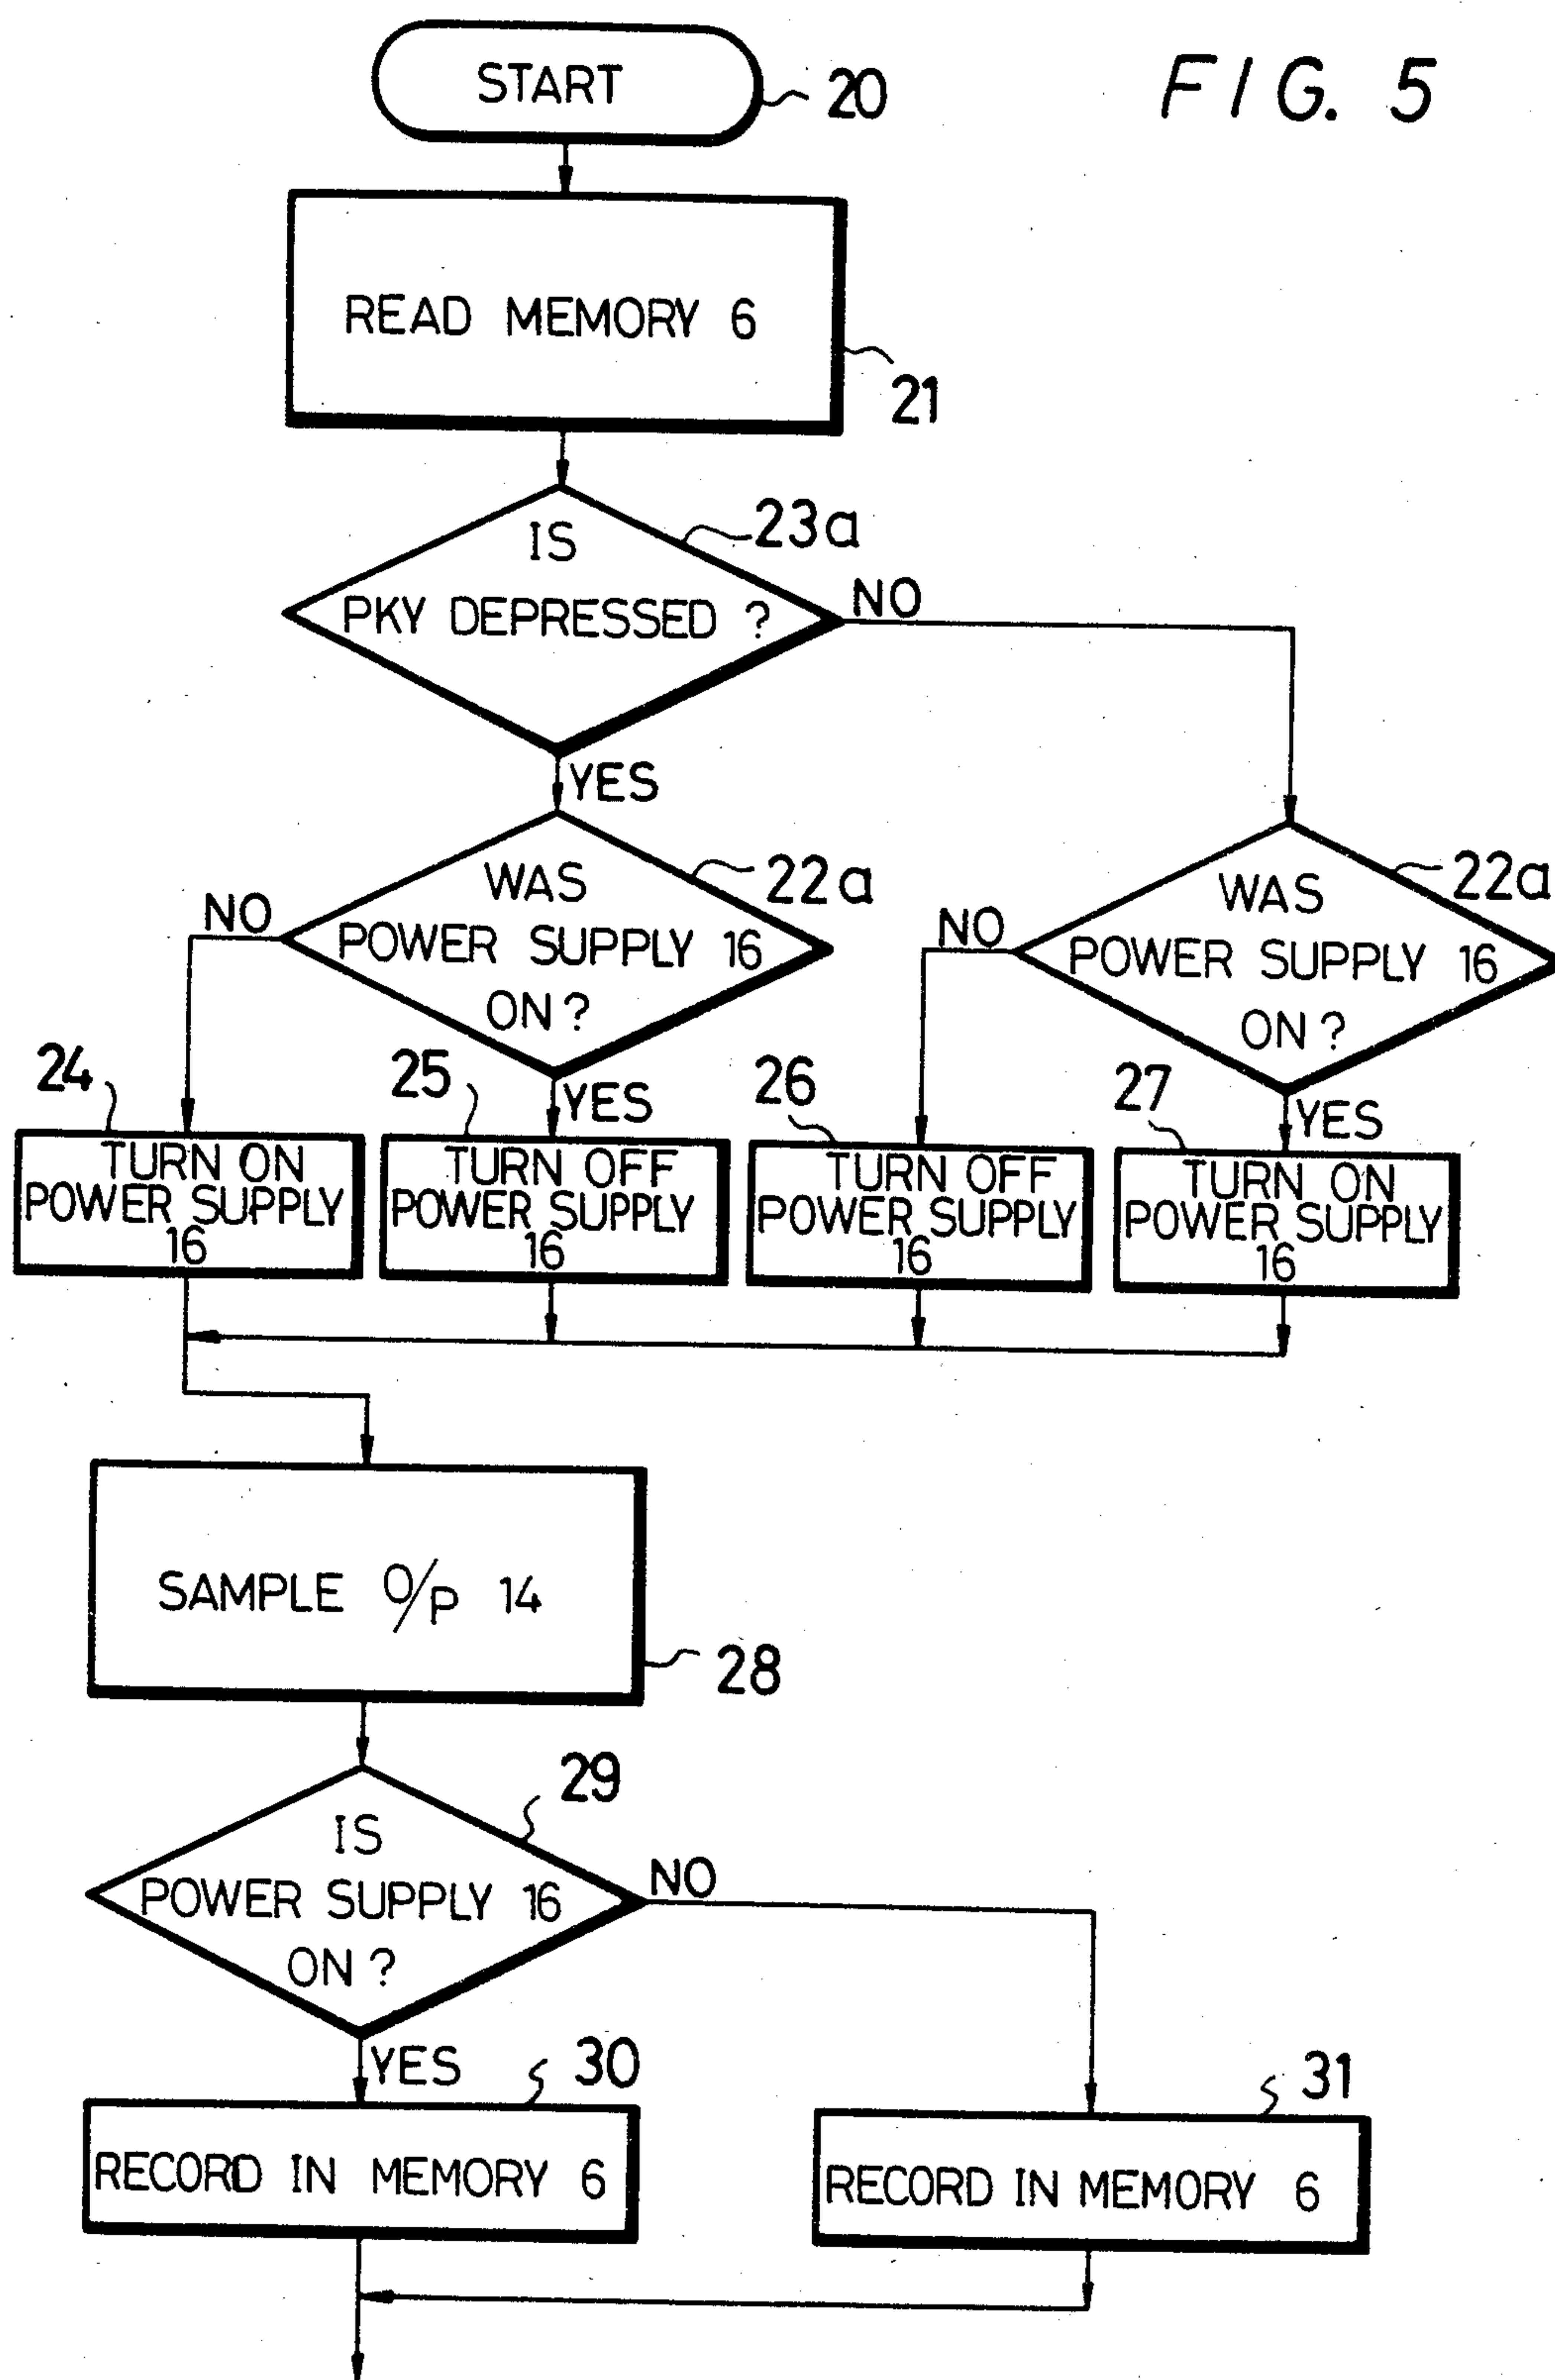 FIG. 5
START
20
READ MEMORY 6
21
IS
PKY DEPRESSED ?
23a
NO
YES
WAS
POWER SUPPLY 16
ON?
22a
NO
YES
WAS
POWER SUPPLY 16
ON?
22a
NO
YES
24
TURN ON
POWER SUPPLY
16
25
TURN OFF
POWER SUPPLY
16
26
TURN OFF
POWER SUPPLY
16
27
TURN ON
POWER SUPPLY
16
SAMPLE O/P 14
28
IS
POWER SUPPLY 16
ON?
29
NO
YES
30
RECORD IN MEMORY 6
31
RECORD IN MEMORY 6